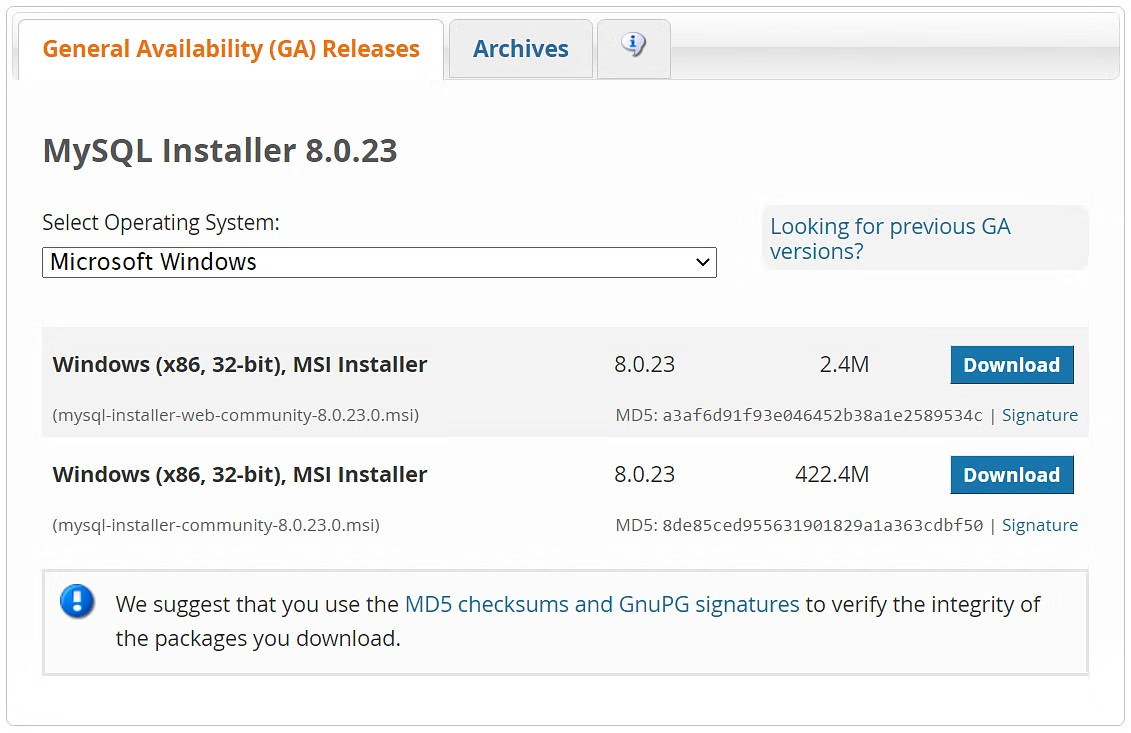 General Availability (GA) Releases
Archives
MySQL Installer 8.0.23
Select Operating System:
Looking for previous GA
versions?
Microsoft Windows
Windows (x86, 32-bit), MSI Installer 8.0.23 2.4M Download
(mysql-installer-web-community-8.0.23.0.msi) MD5: a3af6d91f93e046452b38a1e2589534c | Signature
Windows (x86, 32-bit), MSI Installer 8.0.23 422.4M Download
(mysql-installer-community-8.0.23.0.msi) MD5: 8de85ced955631901829a1a363cdbf50 | Signature
We suggest that you use the MD5 checksums and GnuPG signatures to verify the integrity of
the packages you download.